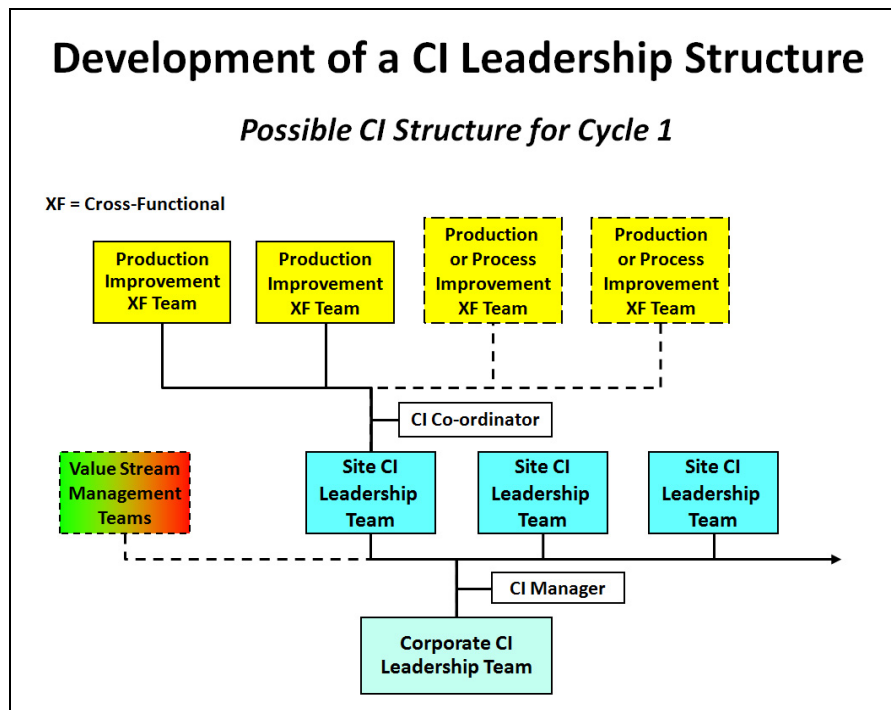 Development of a CI Leadership Structure
Possible CI Structure for Cycle 1
XF = Cross-Functional
Production
Improvement
XF Team
Production
Improvement
XF Team
Production
or Process
Improvement
XF Team
Production
or Process
Improvement
XF Team
CI Co-ordinator
Value Stream
Management
Teams
Site CI
Leadership
Team
Site CI
Leadership
Team
Site CI
Leadership
Team
CI Manager
Corporate CI
Leadership Team